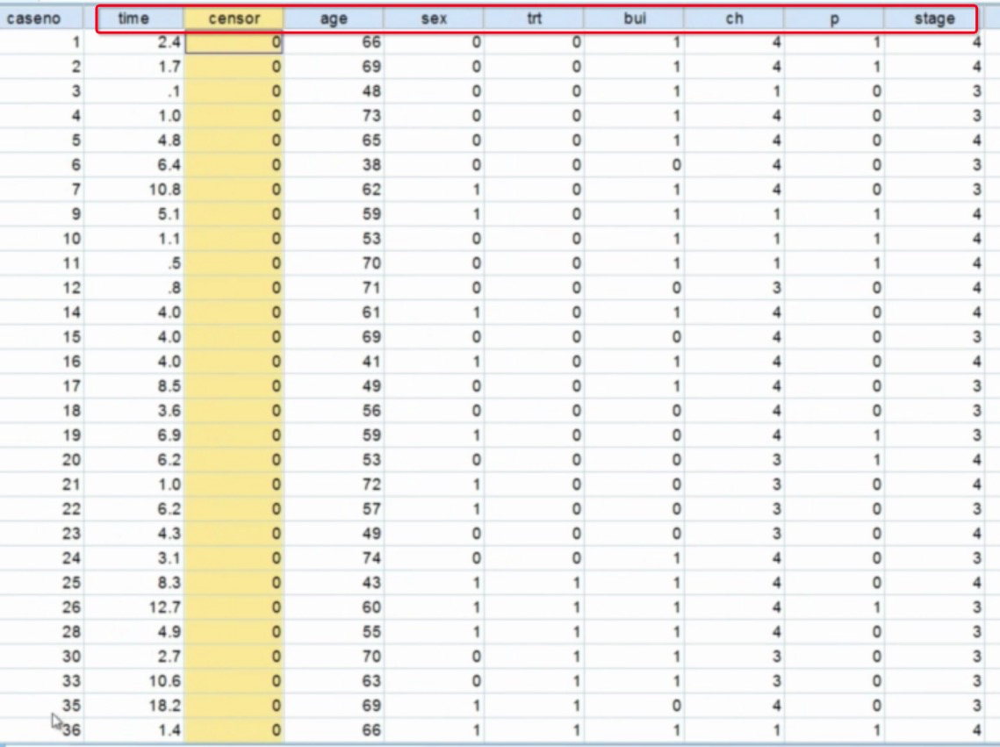 caseno time censor age sex trt bui ch p stage
1 2.4 0 66 0 0 1 4 1 4
2 1.7 0 69 0 0 1 4 1 4
3 .1 0 48 0 0 1 1 0 3
4 1.0 0 73 0 0 1 4 0 3
5 4.8 0 65 0 0 1 4 0 4
6 6.4 0 38 0 0 0 4 0 3
7 10.8 0 62 1 0 1 4 0 3
9 5.1 0 59 1 0 1 1 1 4
10 1.1 0 53 0 0 1 1 1 4
11 .5 0 70 0 0 1 1 1 4
12 .8 0 71 0 0 0 3 0 4
14 4.0 0 61 1 0 1 4 0 4
15 4.0 0 69 0 0 0 4 0 3
16 4.0 0 41 1 0 1 4 0 4
17 8.5 0 49 0 0 1 4 0 3
18 3.6 0 56 0 0 0 4 0 3
19 6.9 0 59 1 0 0 4 1 3
20 6.2 0 53 0 0 0 3 1 4
21 1.0 0 72 1 0 0 3 0 4
22 6.2 0 57 1 0 0 3 0 3
23 4.3 0 49 0 0 0 3 0 4
24 3.1 0 74 0 0 1 4 0 3
25 8.3 0 43 1 1 1 4 0 4
26 12.7 0 60 1 1 1 4 1 3
28 4.9 0 55 1 1 1 4 0 3
30 2.7 0 70 0 1 1 3 0 3
33 10.6 0 63 0 1 1 3 0 3
35 18.2 0 69 1 1 0 4 0 3
36 1.4 0 66 1 1 1 1 1 4